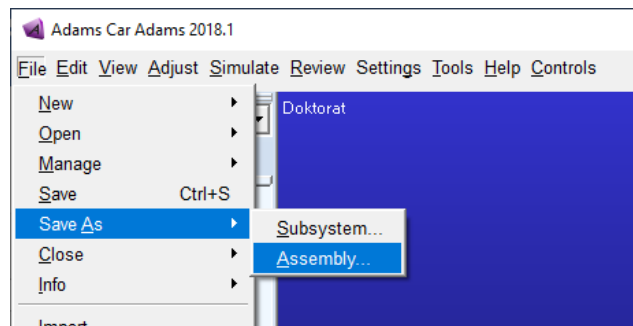 Adams Car Adams 2018.1
File Edit View Adjust Simulate Review Settings Tools Help Controls
New
Doktorat
Open
Manage
Save Ctrl+S
Save As
Subsystem...
Close
Assembly...
Info
Import